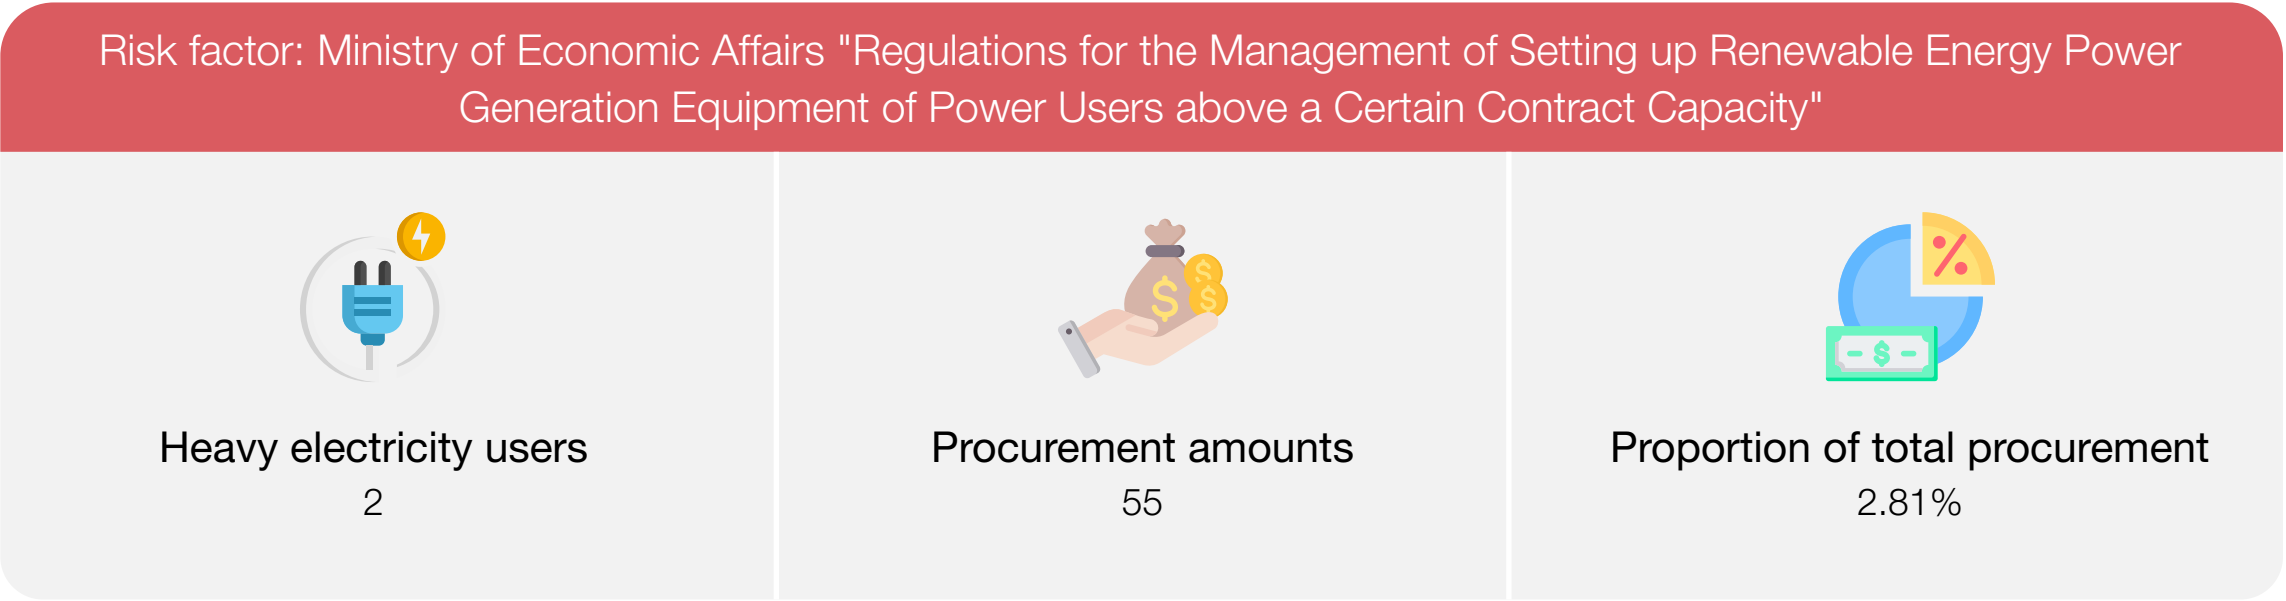 Risk factor: Ministry of Economic Affairs "Regulations for the Management of Setting up Renewable Energy Power
Generation Equipment of Power Users above a Certain Contract Capacity"
Heavy electricity users
2
Procurement amounts
55
Proportion of total procurement
2.81%